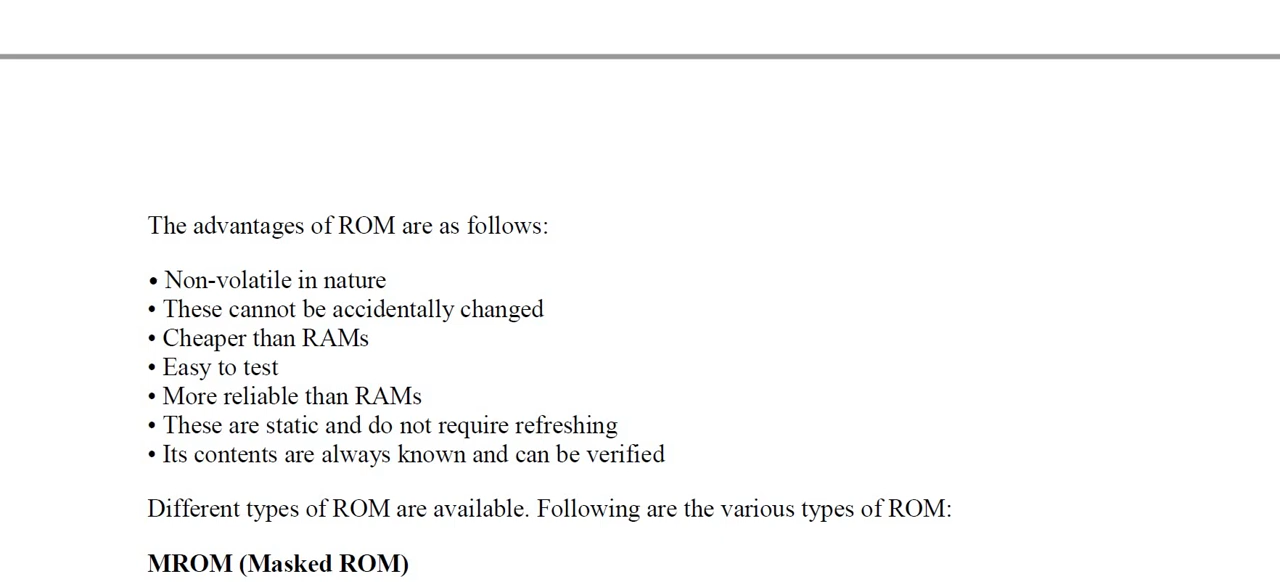 The advantages of ROM are as follows:
• Non-volatile in nature
• These cannot be accidentally changed
• Cheaper than RAMs
• Easy to test
• More reliable than RAMs
• These are static and do not require refreshing
• Its contents are always known and can be verified
Different types of ROM are available. Following are the various types of ROM:
MROM (Masked ROM)